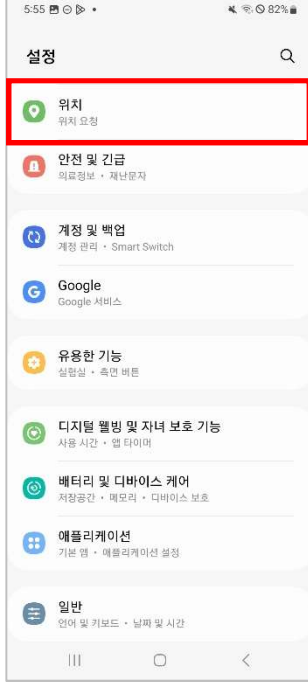 5:55
82%
설정
위치
위치 요청
안전 및 긴급
의료정보 • 재난문자
계정 및 백업
계정 관리 • Smart Switch
Google
Google 서비스
유용한 기능
실험실 • 측면 버튼
디지털 웰빙 및 자녀 보호 기능
사용 시간 • 앱 타이머
배터리 및 디바이스 케어
저장공간 • 메모리 • 디바이스 보호
애플리케이션
기본 앱 • 애플리케이션 설정
일반
언어 및 키보드 • 날짜 및 시간